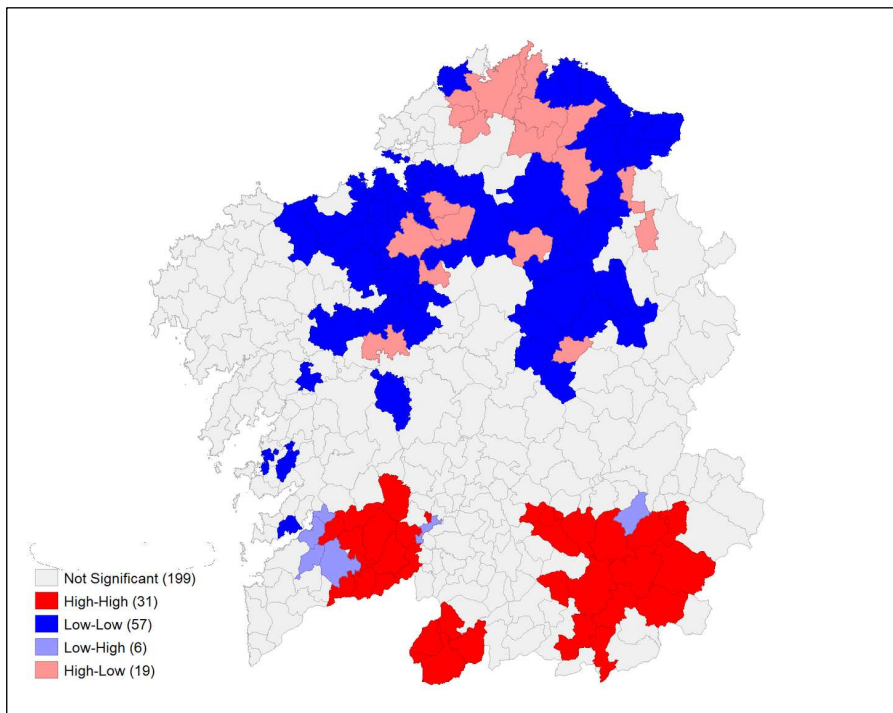 Not Significant (199)
High-High (31)
Low-Low (57)
Low-High (6)
High-Low (19)